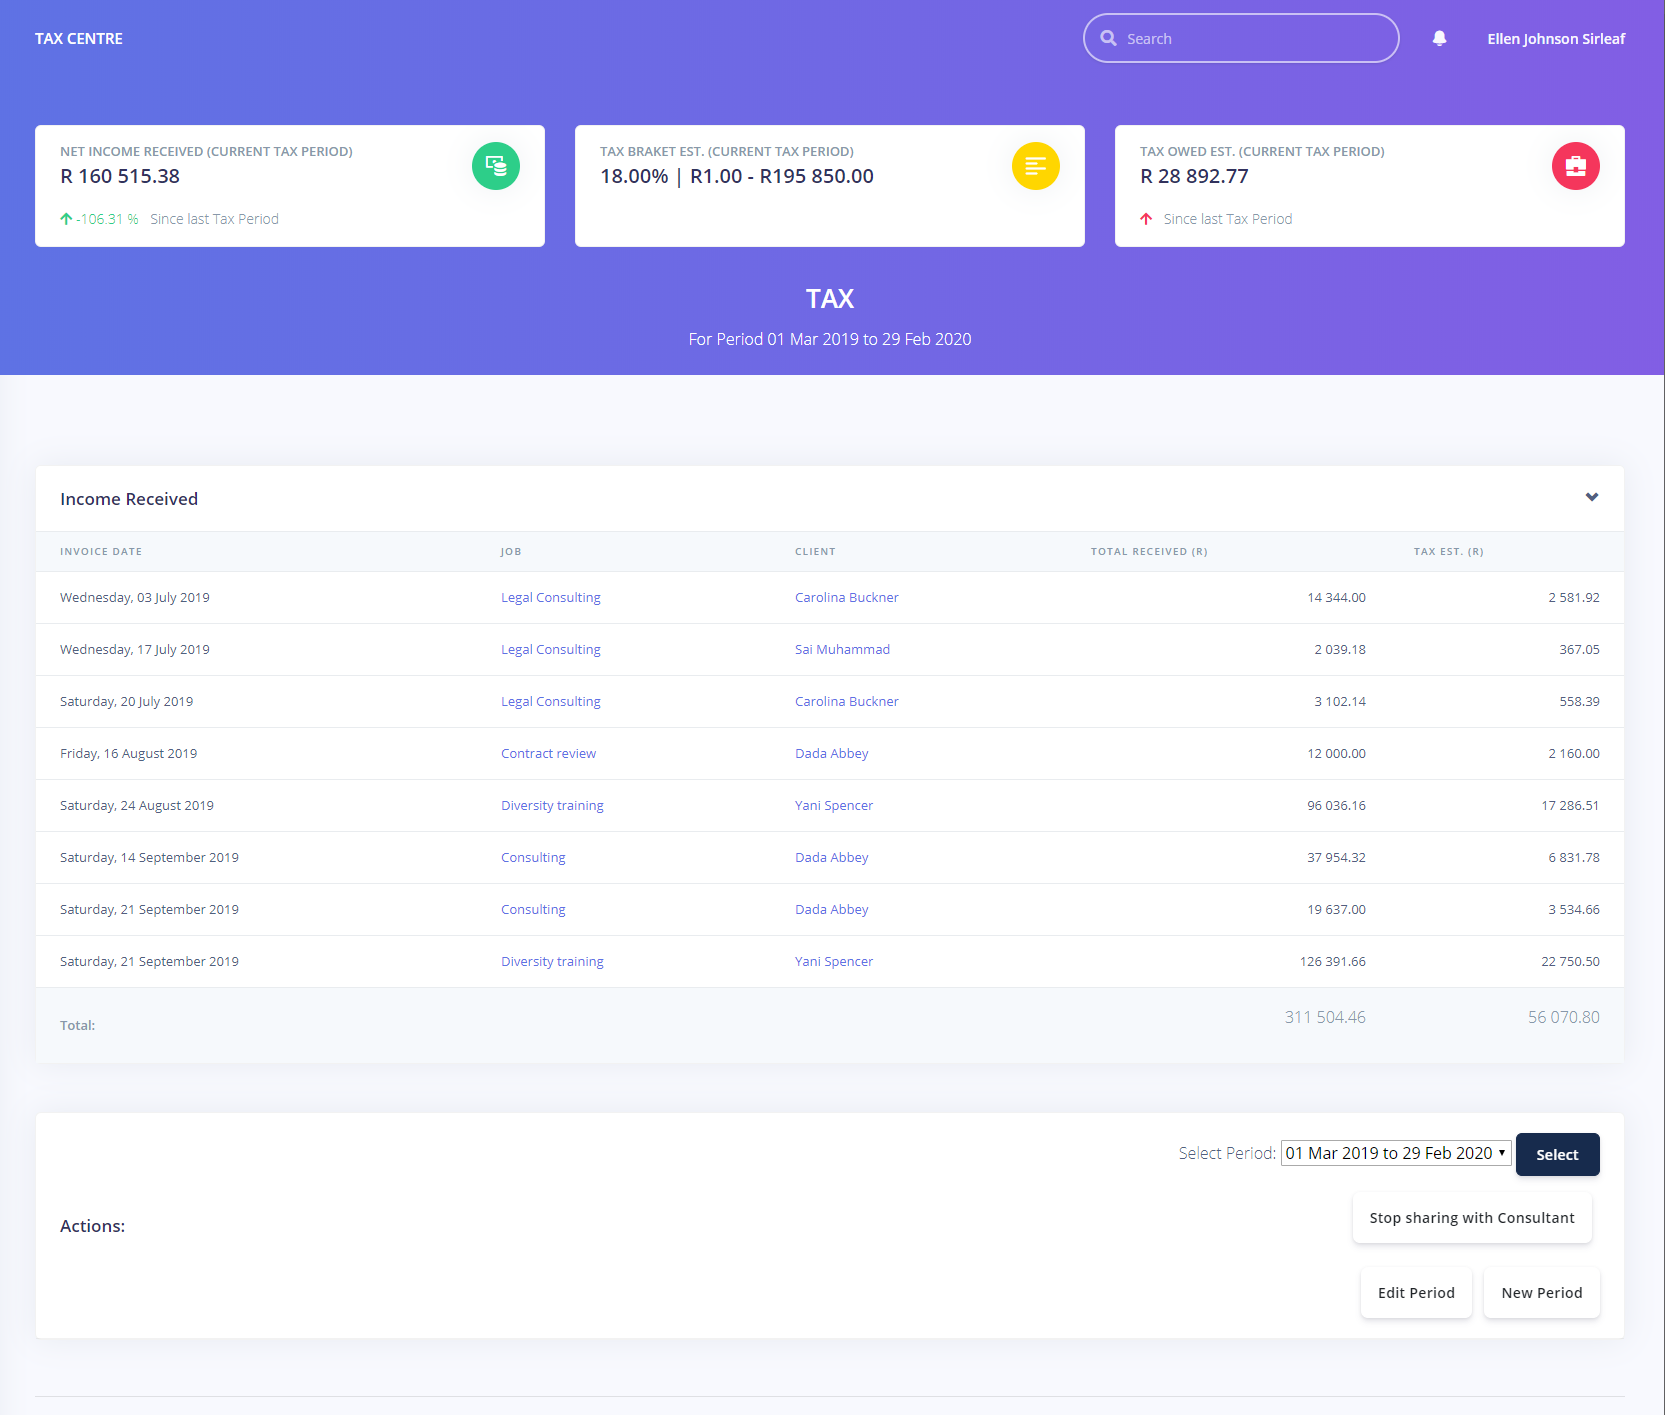 TAX CENTRE
Search
Ellen Johnson Sirleaf
NET INCOME RECEIVED (CURRENT TAX PERIOD)
R 160 515.38
-106.31 % Since last Tax Period
TAX BRAKET EST. (CURRENT TAX PERIOD)
18.00% | R1.00 - R195 850.00
TAX OWED EST. (CURRENT TAX PERIOD)
R 28 892.77
Since last Tax Period
TAX
For Period 01 Mar 2019 to 29 Feb 2020
Income Received
INVOICE DATE JOB CLIENT TOTAL RECEIVED (R) TAX EST. (R)
Wednesday, 03 July 2019 Legal Consulting Carolina Buckner 14 344.00 2 581.92
Wednesday, 17 July 2019 Legal Consulting Sai Muhammad 2 039.18 367.05
Saturday, 20 July 2019 Legal Consulting Carolina Buckner 3 102.14 558.39
Friday, 16 August 2019 Contract review Dada Abbey 12 000.00 2 160.00
Saturday, 24 August 2019 Diversity training Yani Spencer 96 036.16 17 286.51
Saturday, 14 September 2019 Consulting Dada Abbey 37 954.32 6 831.78
Saturday, 21 September 2019 Consulting Dada Abbey 19 637.00 3 534.66
Saturday, 21 September 2019 Diversity training Yani Spencer 126 391.66 22 750.50
Total: 311 504.46 56 070.80
Select Period: 01 Mar 2019 to 29 Feb 2020 Select
Stop sharing with Consultant
Actions:
Edit Period New Period